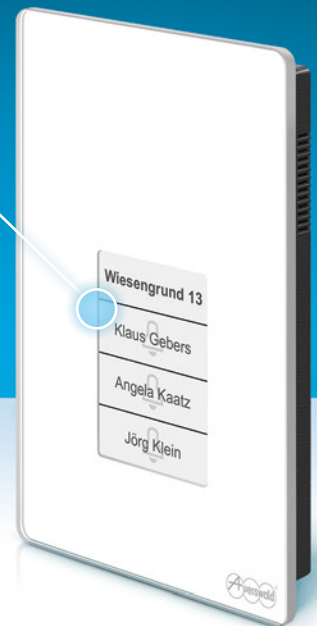 Wiesengrund 13
Klaus Gebers
Angela Kaatz
Jörg Klein
Auerswald